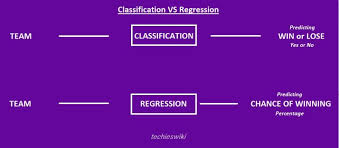 Classification VS Regression
Predicting
TEAM CLASSIFICATION WIN or LOSE
Yes or No
Predicting
TEAM REGRESSION CHANCE OF WINNING
Percentage
techieswiki